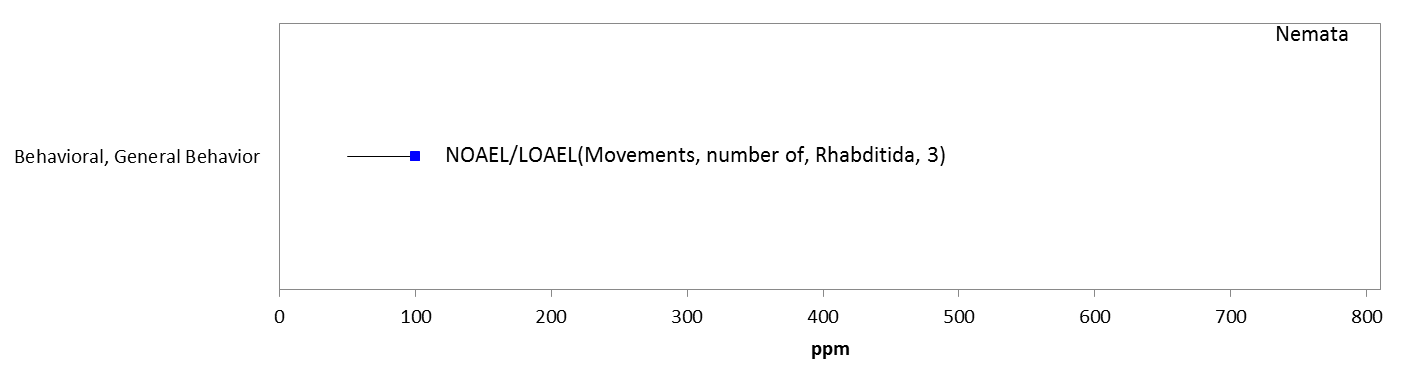 Nemata
Behavioral, General Behavior
NOAEL/LOAEL(Movements, number of, Rhabditida, 3)
0 100 200 300 400 500 600 700 800
ppm